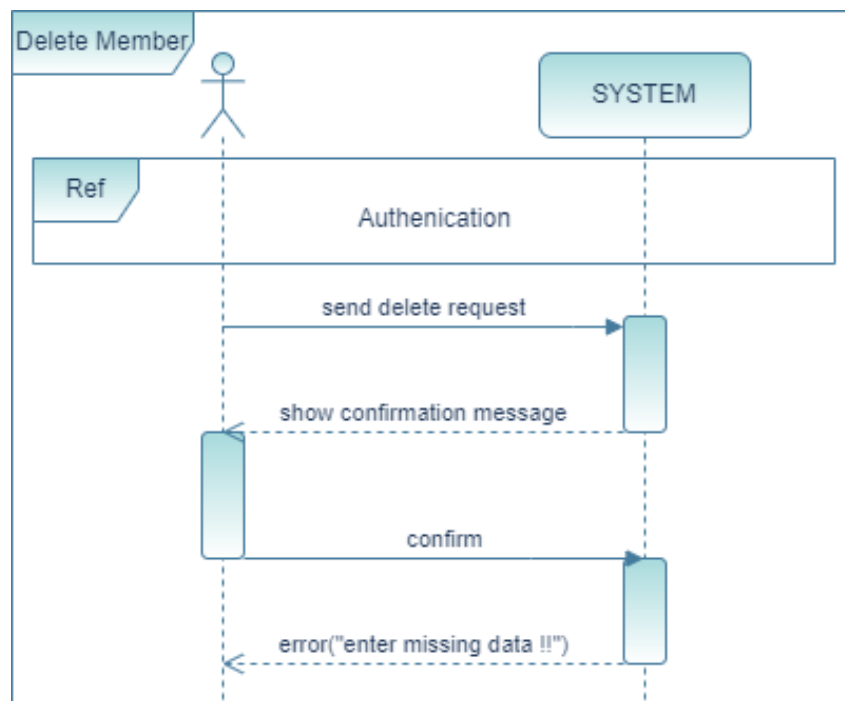 Delete Member
SYSTEM
Ref
Authenication
send delete request
show confirmation message
confirm
error("enter missing data !!")